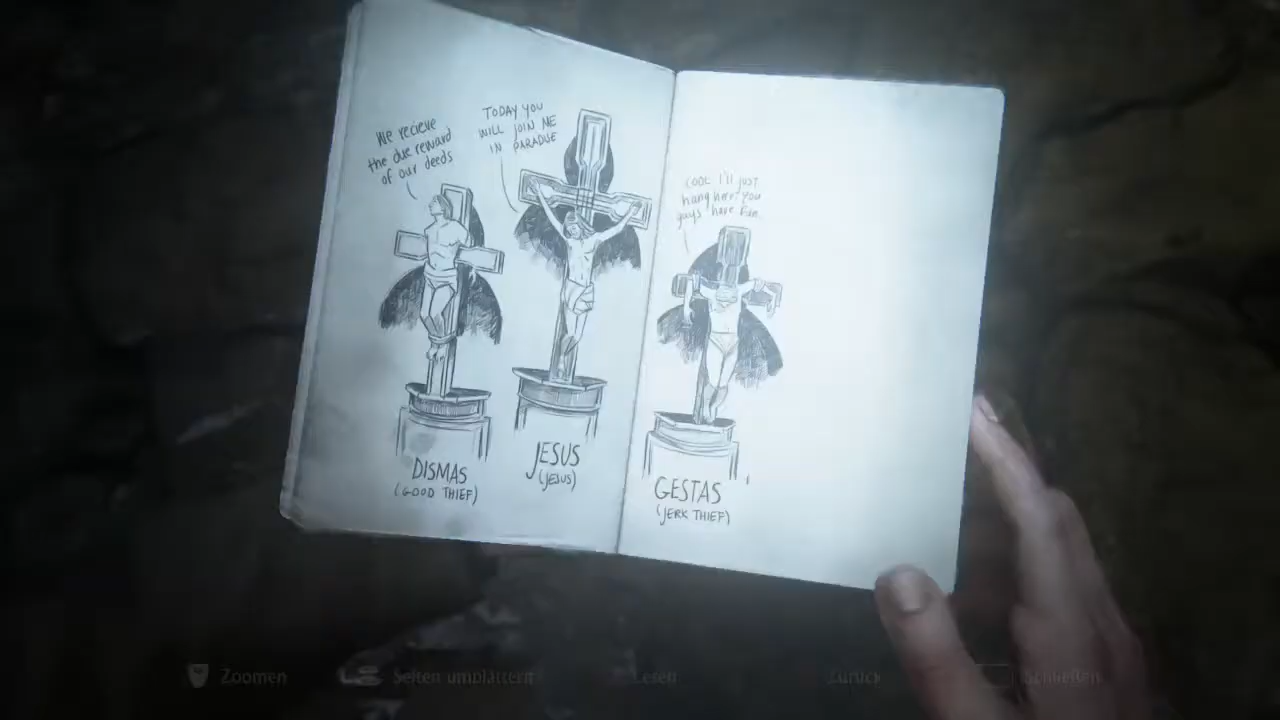 We recieve
the due reward
of our deeds
TODAY YOU
WILL JOIN ME
IN PARADISE
COOL I'll JUST
hang here. You
guys have fun.
DISMAS
(GOOD THIEF)
JESUS
(JESUS)
GESTAS
(JERK THIEF)
Zoomen
Seiten umblättern
Lesen
Zurück
Schließen